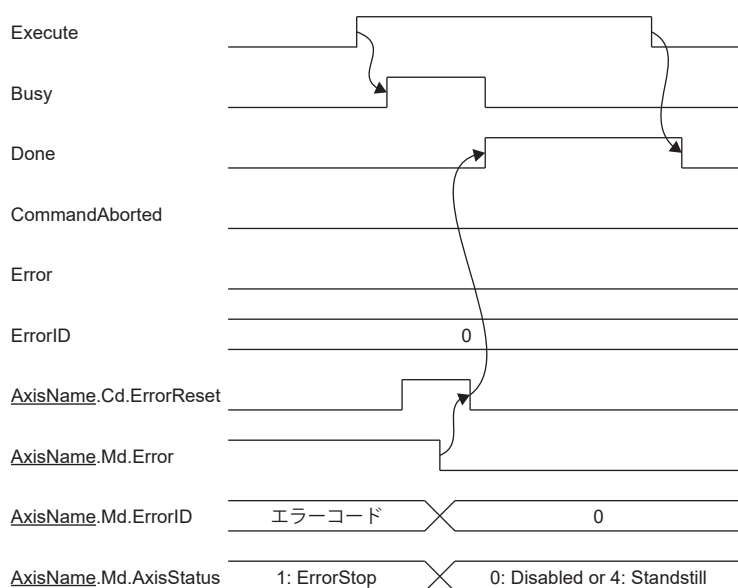 Execute
Busy
Done
CommandAborted
Error
ErrorID 0
AxisName.Cd.ErrorReset
AxisName.Md.Error
AxisName.Md.ErrorID エラーコード 0
AxisName.Md.AxisStatus 1: ErrorStop 0: Disabled or 4: Standstill